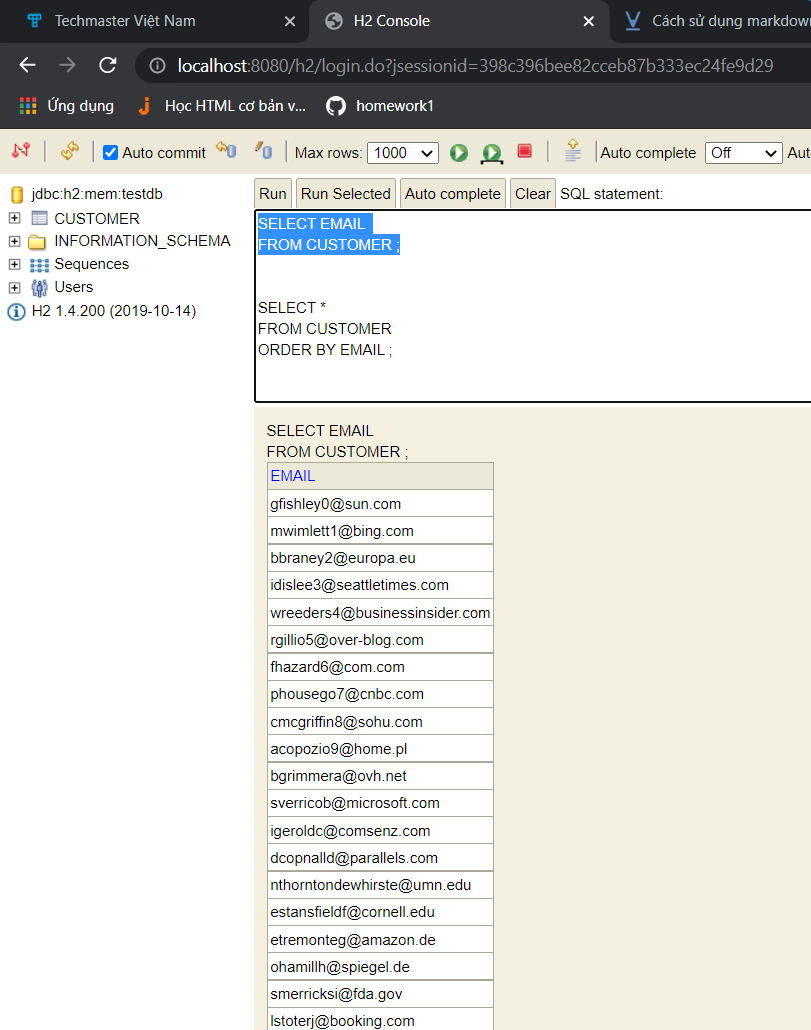 Techmaster Việt Nam
H2 Console
Cách sử dụng markdown
localhost:8080/h2/login.do?jsessionid=398c396bee82cceb87b333ec24fe9d29
Ứng dụng
Học HTML cơ bản v...
homework1
Auto commit
Max rows:
1000
Auto complete
Off
jdbc:h2:mem:testdb
CUSTOMER
INFORMATION_SCHEMA
Sequences
Users
H2 1.4.200 (2019-10-14)
Run
Run Selected
Auto complete
Clear
SQL statement:
SELECT EMAIL
FROM CUSTOMER ;
SELECT *
FROM CUSTOMER
ORDER BY EMAIL ;
SELECT EMAIL
FROM CUSTOMER ;
EMAIL
gfishley0@sun.com
mwimlett1@bing.com
bbraney2@europa.eu
idislee3@seattletimes.com
wreeders4@businessinsider.com
rgillio5@over-blog.com
fhazard6@com.com
phousego7@cnbc.com
cmcgriffin8@sohu.com
acopozio9@home.pl
bgrimmera@ovh.net
sverricob@microsoft.com
igeroldc@comsenz.com
dcopnalld@parallels.com
nthorntondewhirste@umn.edu
estansfieldf@cornell.edu
etremonteg@amazon.de
ohamillh@spiegel.de
smerricksi@fda.gov
lstoterj@booking.com